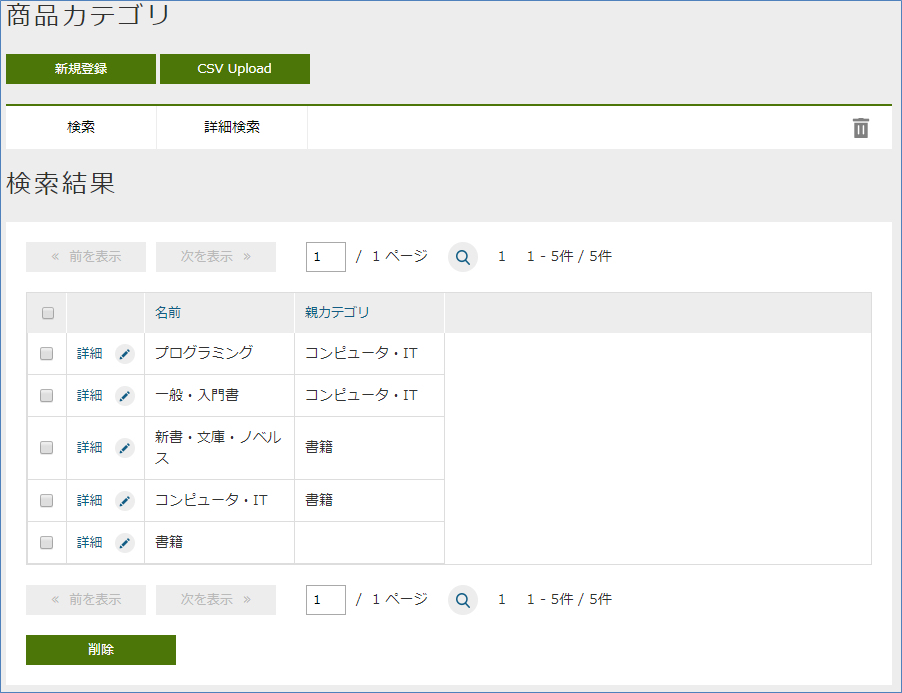 商品カテゴリ
新規登録 CSV Upload
検索 詳細検索
検索結果
« 前を表示 次を表示 » 1 / 1 ページ 1 1 - 5件 / 5件
名前 親カテゴリ
詳細 プログラミング コンピュータ・IT
詳細 一般・入門書 コンピュータ・IT
詳細 新書・文庫・ノベル
ス 書籍
詳細 コンピュータ・IT 書籍
詳細 書籍
« 前を表示 次を表示 » 1 / 1 ページ 1 1 - 5件 / 5件
削除